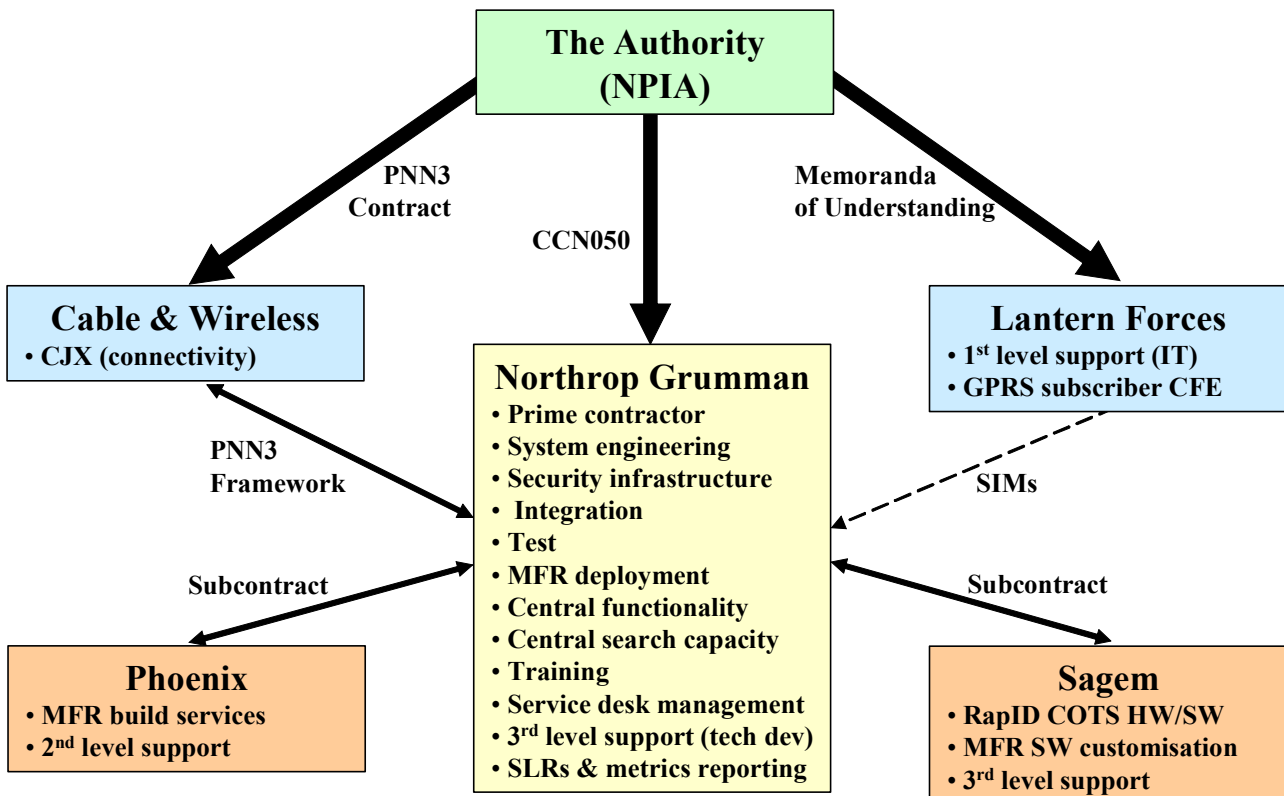 The Authority
(NPIA)
PNN3
Contract
CCN050
Memoranda
of Understanding
Cable & Wireless
• CJX (connectivity)
Lantern Forces
• 1st level support (IT)
• GPRS subscriber CFE
Northrop Grumman
• Prime contractor
• System engineering
• Security infrastructure
• Integration
• Test
• MFR deployment
• Central functionality
• Central search capacity
• Training
• Service desk management
• 3rd level support (tech dev)
• SLRs & metrics reporting
PNN3
Framework
SIMs
Subcontract
Subcontract
Phoenix
• MFR build services
• 2nd level support
Sagem
• RapID COTS HW/SW
• MFR SW customisation
• 3rd level support